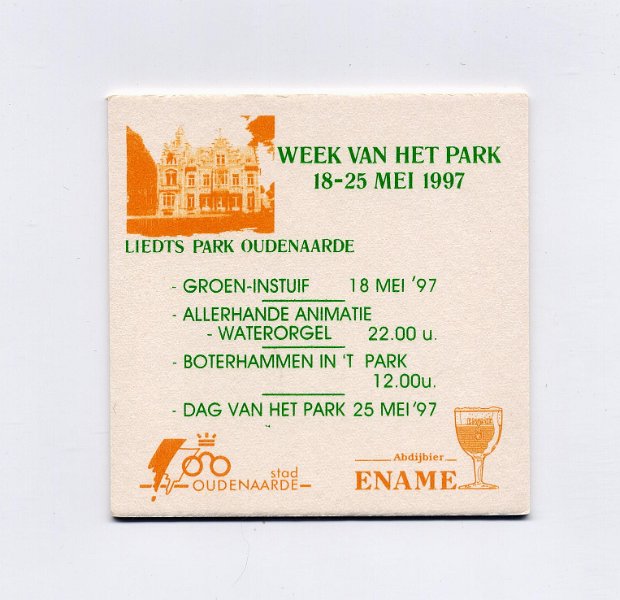 WEEK VAN HET PARK
18-25 MEI 1997
LIEDTS PARK OUDENAARDE
- GROEN-INSTUIF 18 MEI '97
- ALLERHANDE ANIMATIE
- WATERORGEL 22.00 u.
- BOTERHAMMEN IN 'T PARK
12.00u.
- DAG VAN HET PARK 25 MEI '97
stad
OUDENAARDE
Abdijbier
ENAME